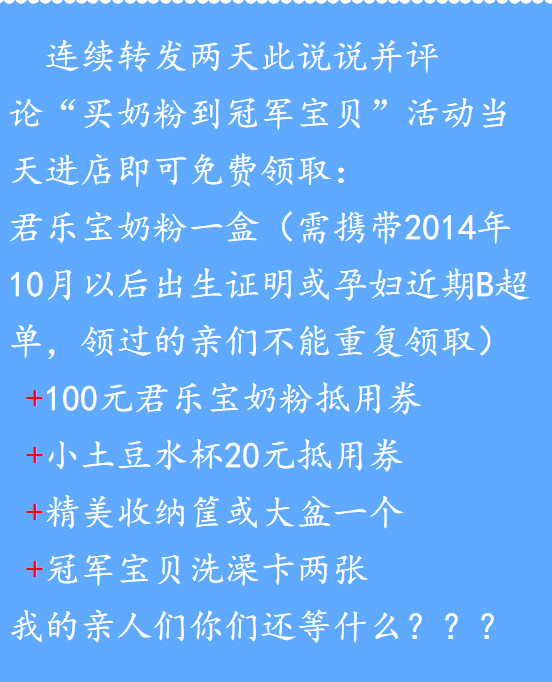 连续转发两天此说说并评
论“买奶粉到冠军宝贝”活动当
天进店即可免费领取：
君乐宝奶粉一盒（需携带2014年
10月以后出生证明或孕妇近期B超
单，领过的亲们不能重复领取）
+100元君乐宝奶粉抵用券
+小土豆水杯20元抵用券
+精美收纳筐或大盆一个
+冠军宝贝洗澡卡两张
我的亲人们你们还等什么？？？